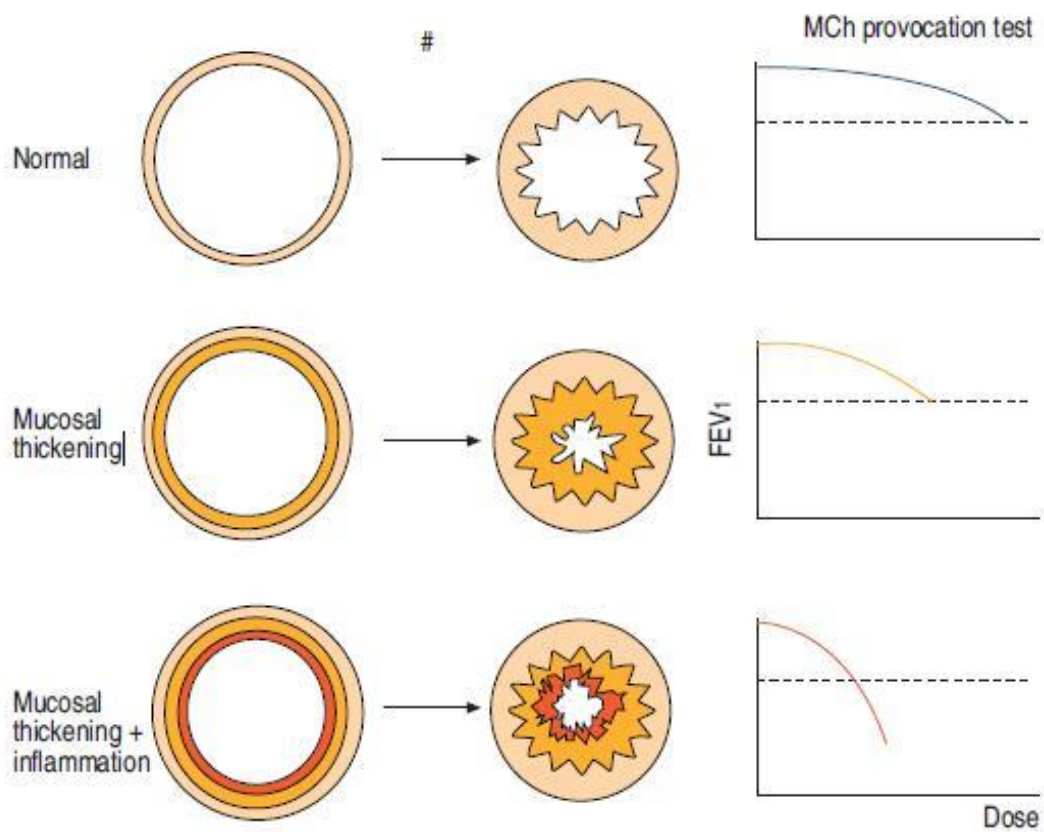 #
MCh provocation test
Normal
Mucosal
thickening
FEV1
Mucosal
thickening +
inflammation
Dose